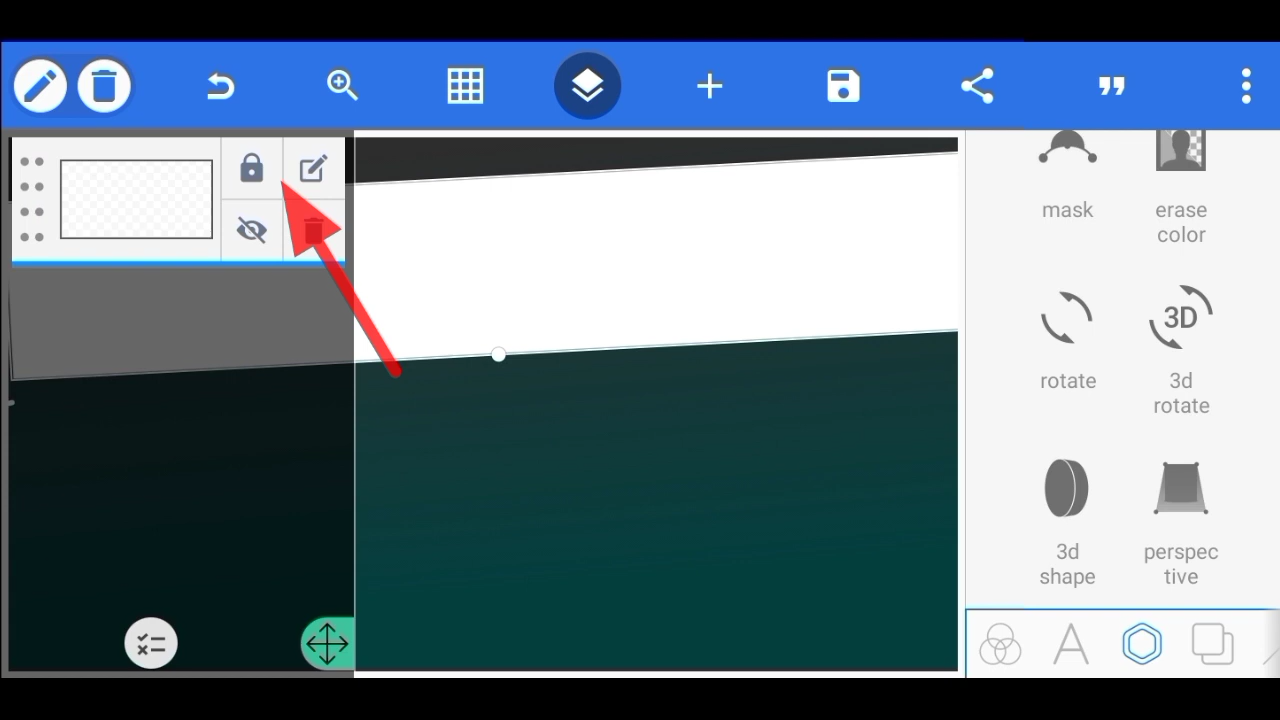 mask
erase
color
rotate
3D
3d
rotate
3d
shape
perspec
tive
A